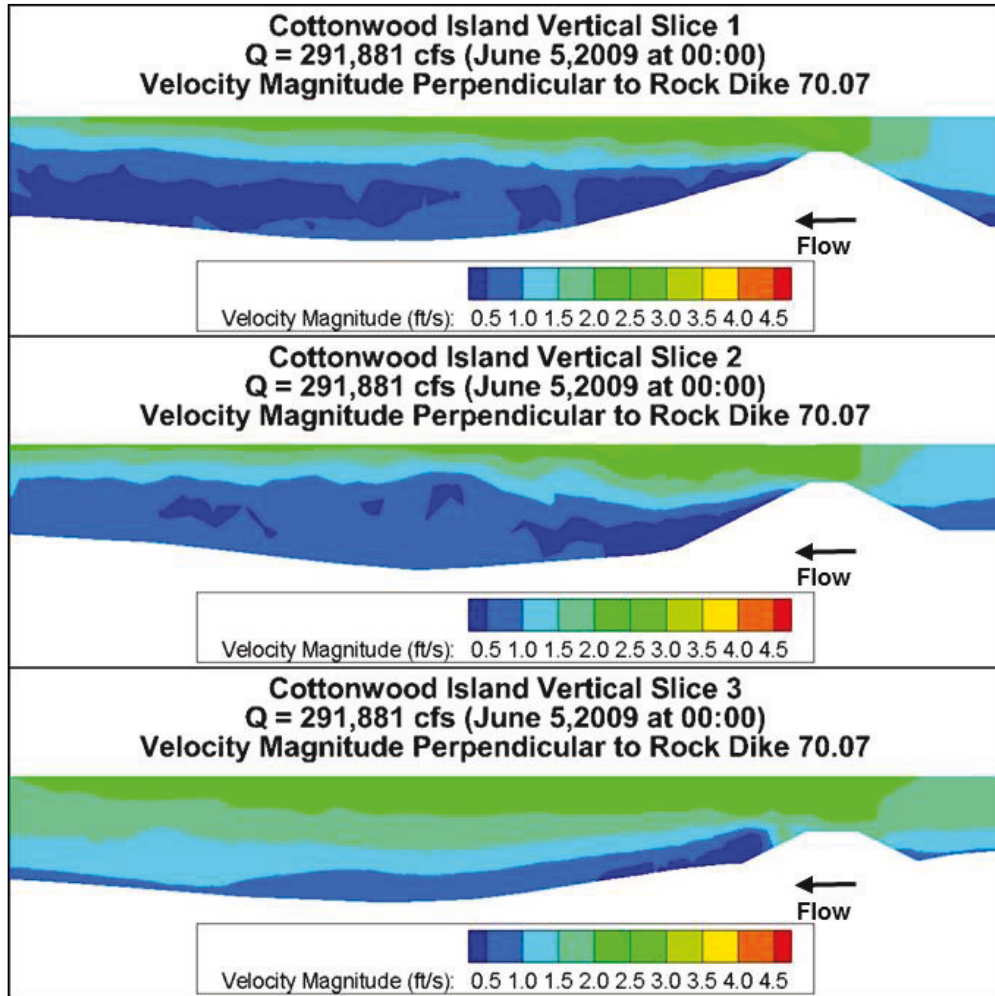 Cottonwood Island Vertical Slice 1
Q = 291,881 cfs (June 5,2009 at 00:00)
Velocity Magnitude Perpendicular to Rock Dike 70.07
Flow
Velocity Magnitude (ft/s): 0.5 1.0 1.5 2.0 2.5 3.0 3.5 4.0 4.5
Cottonwood Island Vertical Slice 2
Q = 291,881 cfs (June 5,2009 at 00:00)
Velocity Magnitude Perpendicular to Rock Dike 70.07
Flow
Velocity Magnitude (ft/s): 0.5 1.0 1.5 2.0 2.5 3.0 3.5 4.0 4.5
Cottonwood Island Vertical Slice 3
Q = 291,881 cfs (June 5,2009 at 00:00)
Velocity Magnitude Perpendicular to Rock Dike 70.07
Flow
Velocity Magnitude (ft/s): 0.5 1.0 1.5 2.0 2.5 3.0 3.5 4.0 4.5